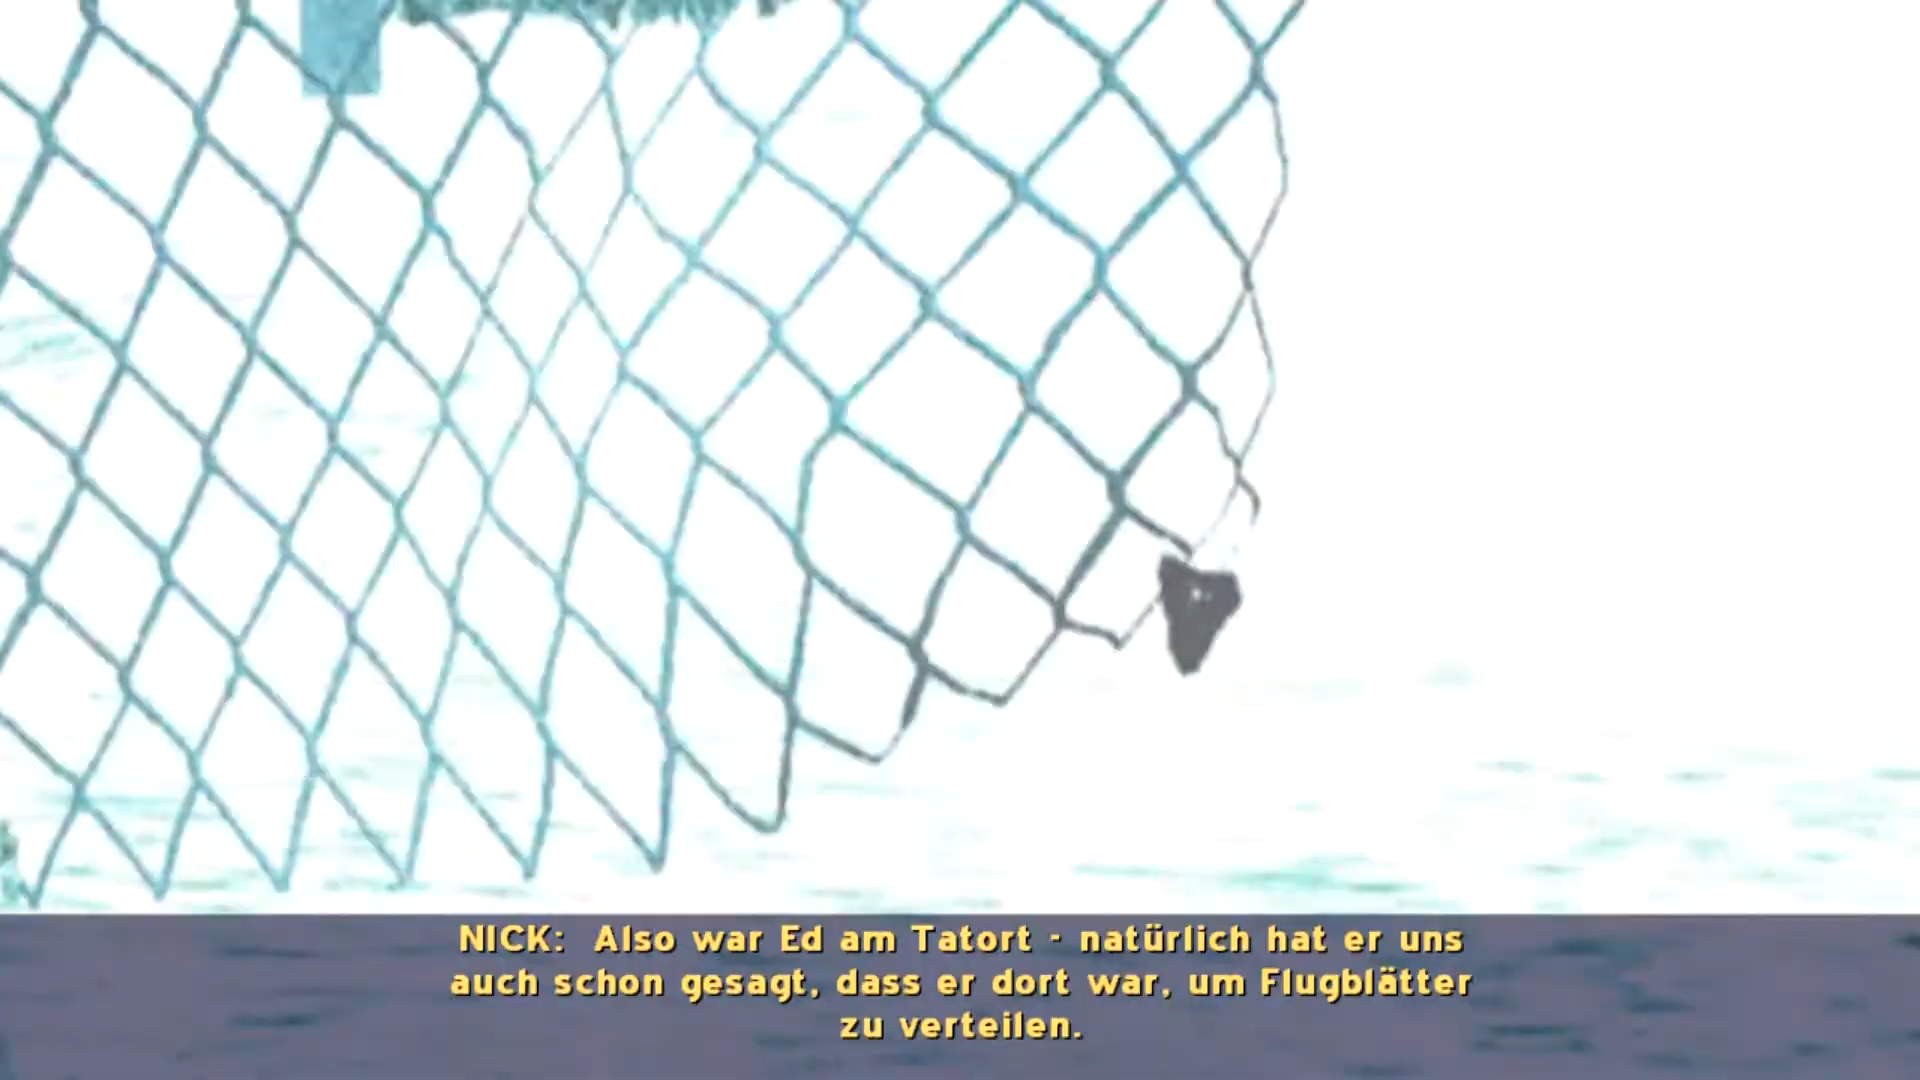 NICK:  Also war Ed am Tatort - natürlich hat er uns
auch schon gesagt, dass er dort war, um Flugblätter
zu verteilen.